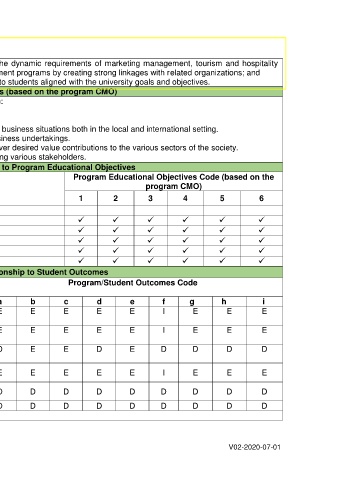 he dynamic requirements of marketing management, tourism and hospitality
ment programs by creating strong linkages with related organizations; and
to students aligned with the university goals and objectives.
s (based on the program CMO)
:
business situations both in the local and international setting.
siness undertakings.
ver desired value contributions to the various sectors of the society.
ng various stakeholders.
to Program Educational Objectives
Program Educational Objectives Code (based on the
program CMO)
1 2 3 4 5 6
✓ ✓ ✓ ✓ ✓ ✓
✓ ✓ ✓ ✓ ✓ ✓
✓ ✓ ✓ ✓ ✓ ✓
✓ ✓ ✓ ✓ ✓ ✓
✓ ✓ ✓ ✓ ✓ ✓
onship to Student Outcomes
Program/Student Outcomes Code
a b c d e f g h i
E E E E E I E E E
E E E E E I E E E
D E E D E D D D D
E E E E E I E E E
D D D D D D D D D
D D D D D D D D D
V02-2020-07-01